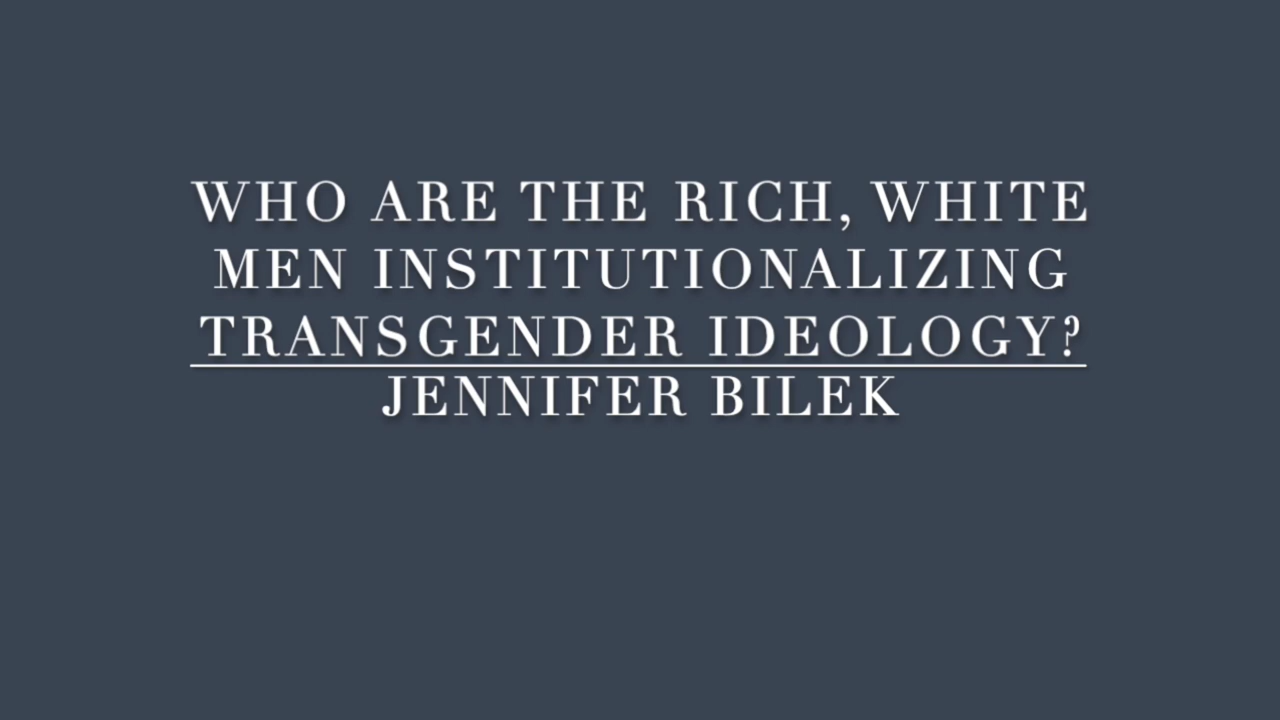 WHO ARE THE RICH, WHITE
MEN INSTITUTIONALIZING
TRANSGENDER IDEOLOGY?
JENNIFER BILEK